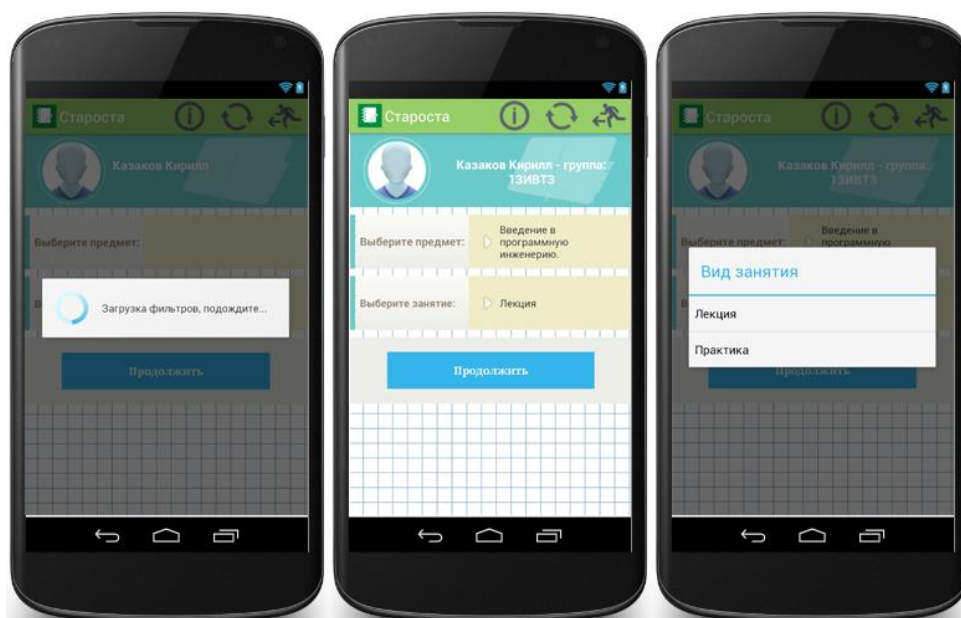 Староста
Казаков Кирилл
Выберите предмет:
Загрузка фильтров, подождите...
Продолжить
Староста
Казаков Кирилл - группа:
13ИВТ3
Выберите предмет:
Введение в
программную
инженерию.
Выберите занятие:
Лекция
Продолжить
Староста
Казаков Кирилл - группа:
13ИВТ3
Выберите предмет:
Введение в
программную
Вид занятия
Лекция
Практика
Продолжить